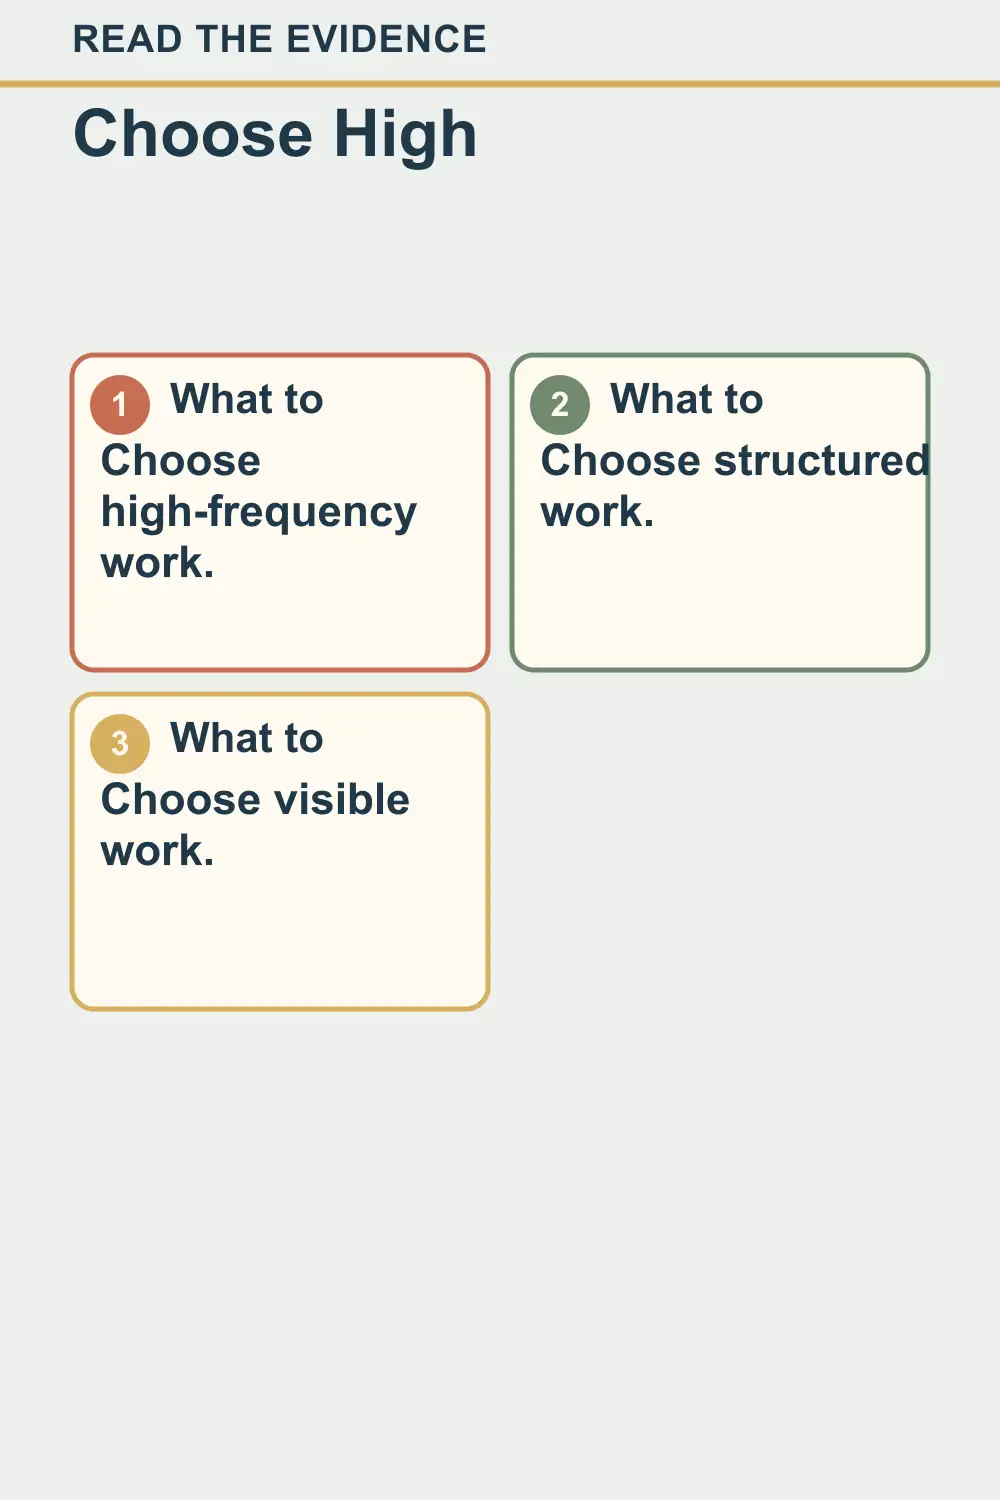 READ THE EVIDENCE
Choose High
1 What to
Choose
high-frequency
work.
2 What to
Choose structured
work.
3 What to
Choose visible
work.